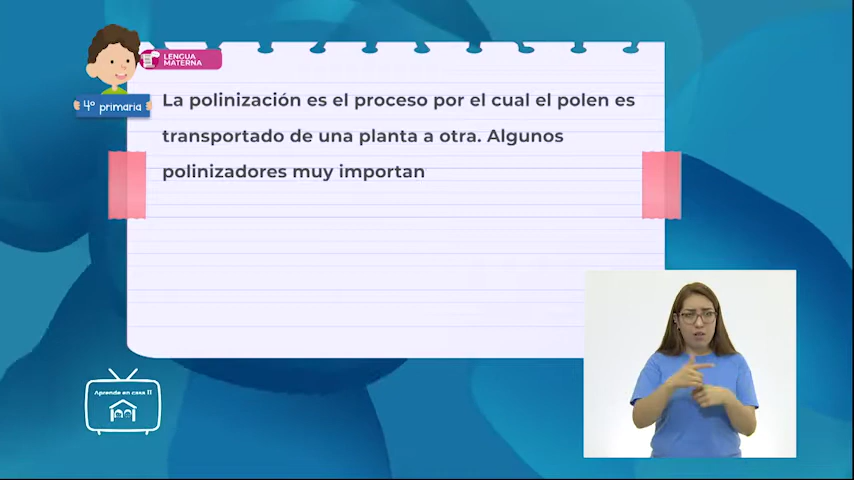 LENGUA
MATERNA
4º primaria
La polinización es el proceso por el cual el polen es
transportado de una planta a otra. Algunos
polinizadores muy importan
Aprende en casa II